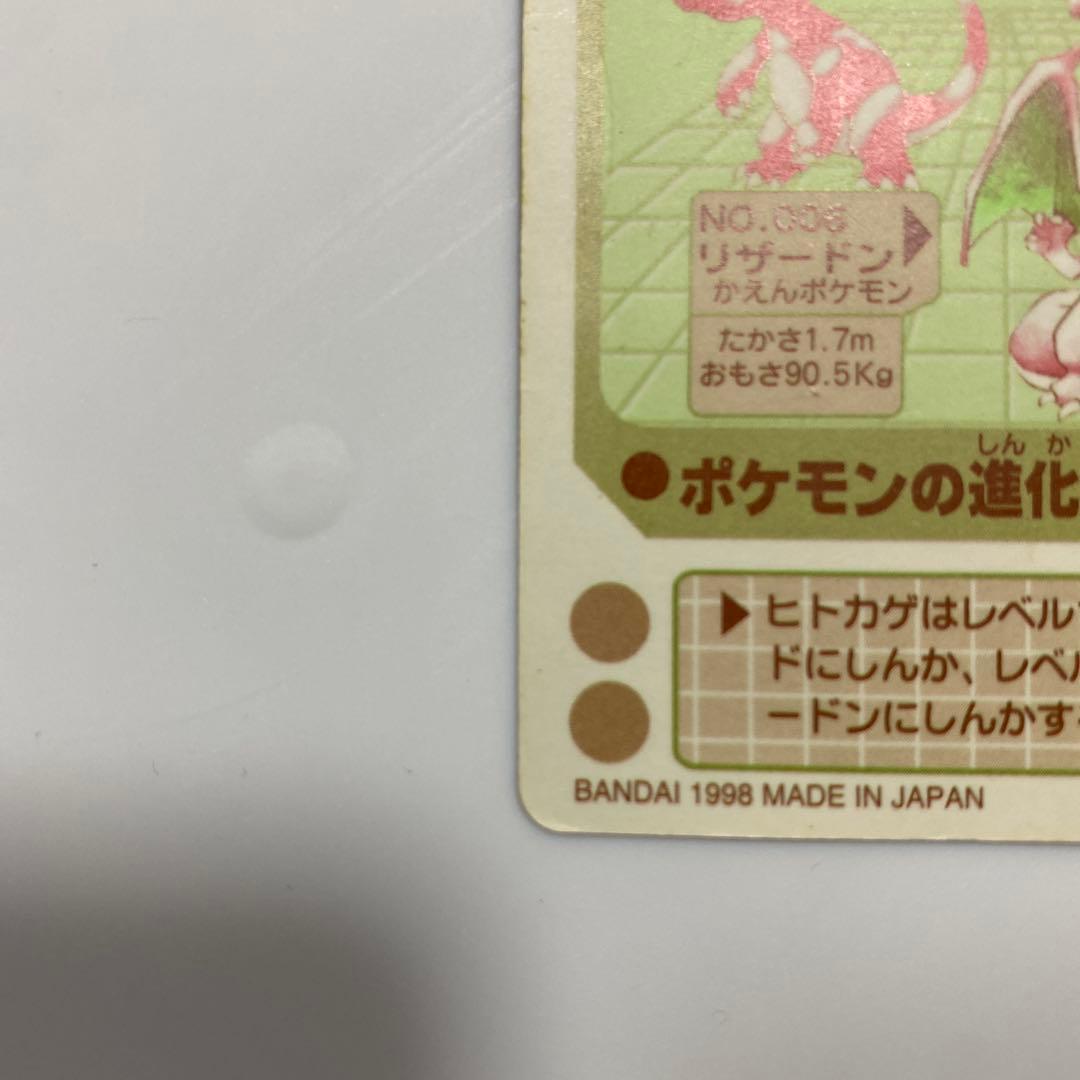 NO.006
リザードン
かえんポケモン
たかさ1.7m
おもさ90.5Kg
しん か
●ポケモンの進化
ヒトカゲはレベル
ドにしんか、レベル
ードンにしんかす
BANDAI 1998 MADE IN JAPAN